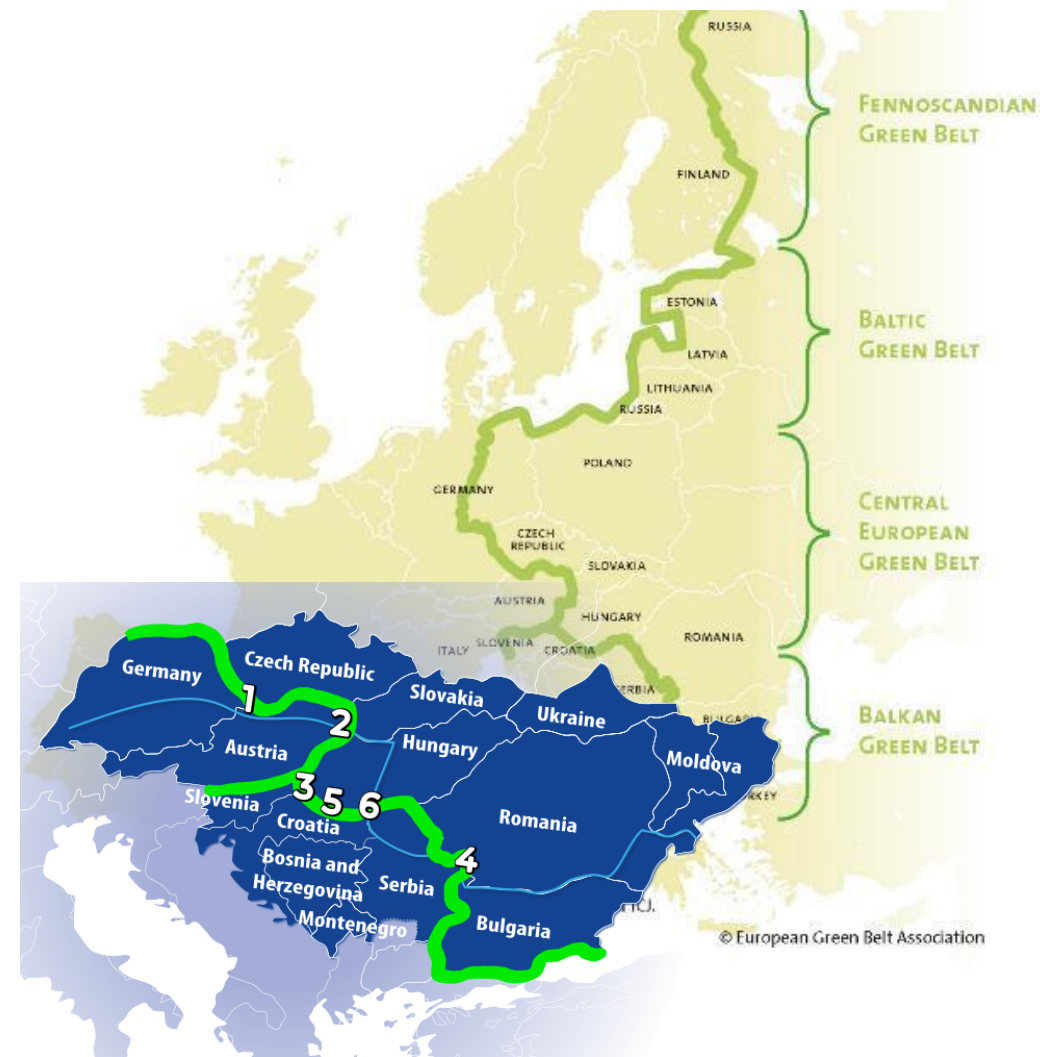 RUSSIA
FENNOSCANDIAN
GREEN BELT
FINLAND
ESTONIA
BALTIC
GREEN BELT
LATVIA
LITHUANIA
RUSSIA
POLAND
GERMANY
CENTRAL
EUROPEAN
GREEN BELT
CZECH
REPUBLIC
SLOVAKIA
AUSTRIA
HUNGARY
ROMANIA
SLOVENIA
ITALY
CROATIA
ERBIA
BULGA
BALKAN
GREEN BELT
RKEY
Germany
Czech Republic
Slovakia
Ukraine
1
2
Austria
Hungary
Moldova
Slovenia
3
5
6
Croatia
Romania
Bosnia and
Herzegovina
Serbia
4
Montenegro
Bulgaria
© European Green Belt Association